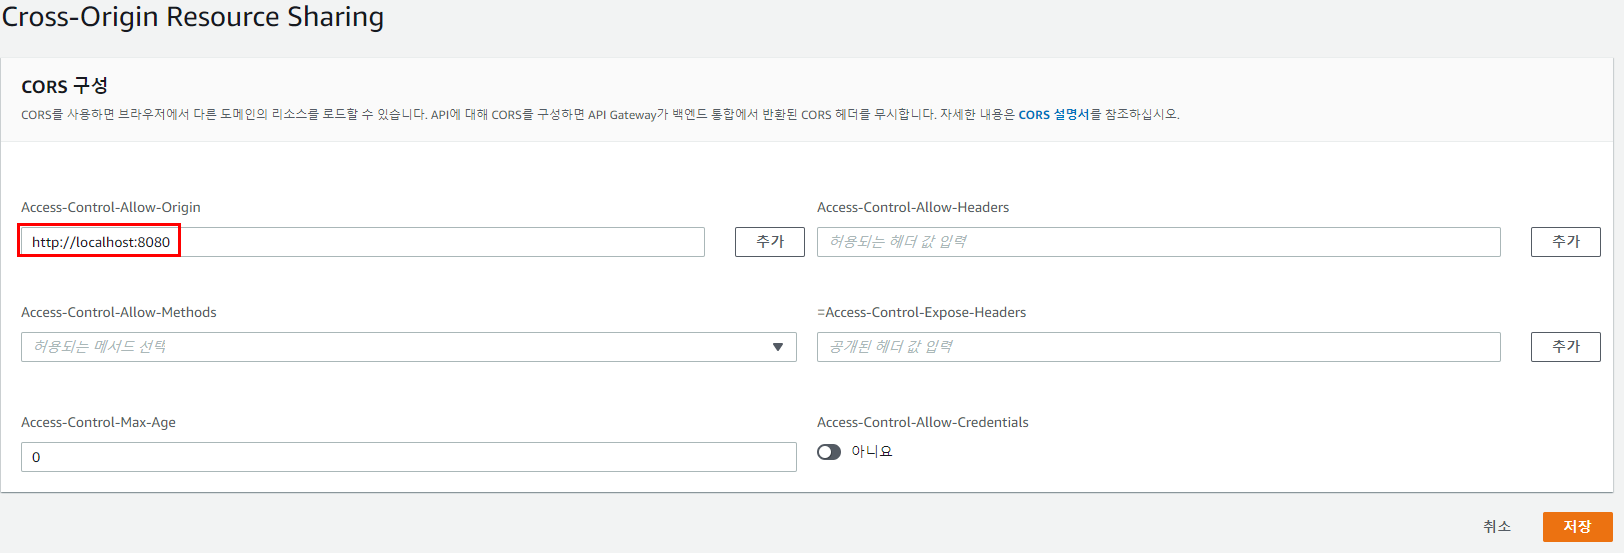 Cross-Origin Resource Sharing
CORS 구성
CORS를 사용하면 브라우저에서 다른 도메인의 리소스를 로드할 수 있습니다. API에 대해 CORS를 구성하면 API Gateway가 백엔드 통합에서 반환된 CORS 헤더를 무시합니다. 자세한 내용은 CORS 설명서를 참조하십시오.
Access-Control-Allow-Origin
http://localhost:8080
추가
Access-Control-Allow-Headers
허용되는 헤더 값 입력
추가
Access-Control-Allow-Methods
허용되는 메서드 선택
=Access-Control-Expose-Headers
공개된 헤더 값 입력
추가
Access-Control-Max-Age
0
Access-Control-Allow-Credentials
아니요
취소
저장